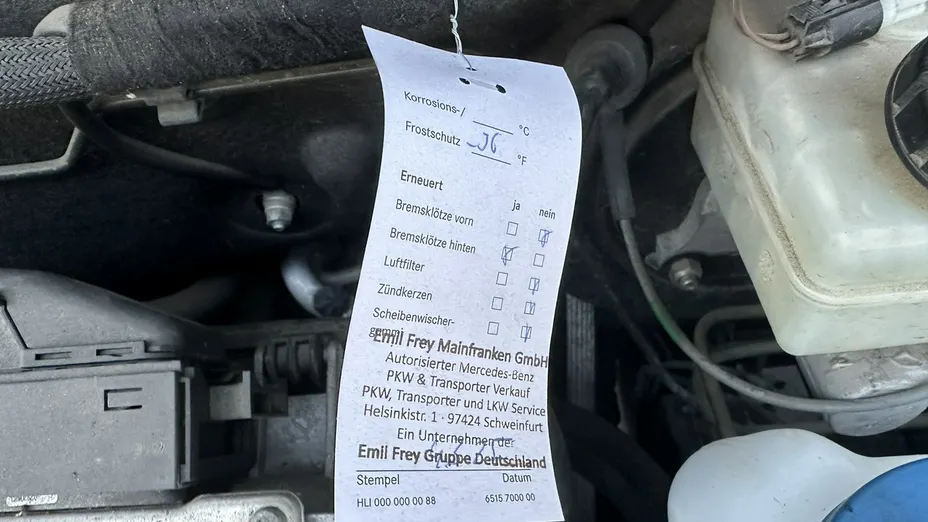 Korrosions-/
°C
Frostschutz
°F
Erneuert
ja nein
Bremsklötze vorn
Bremsklötze hinten
Luftfilter
Zündkerzen
Scheibenwischer-
gummi
Emil Frey Mainfranken GmbH
Autorisierter Mercedes-Benz
PKW & Transporter Verkauf
PKW, Transporter und LKW Service
Helsinkistr. 1 · 97424 Schweinfurt
Ein Unternehmen der
Emil Frey Gruppe Deutschland
Stempel Datum
HLI 000 000 00 88 6515 7000 00